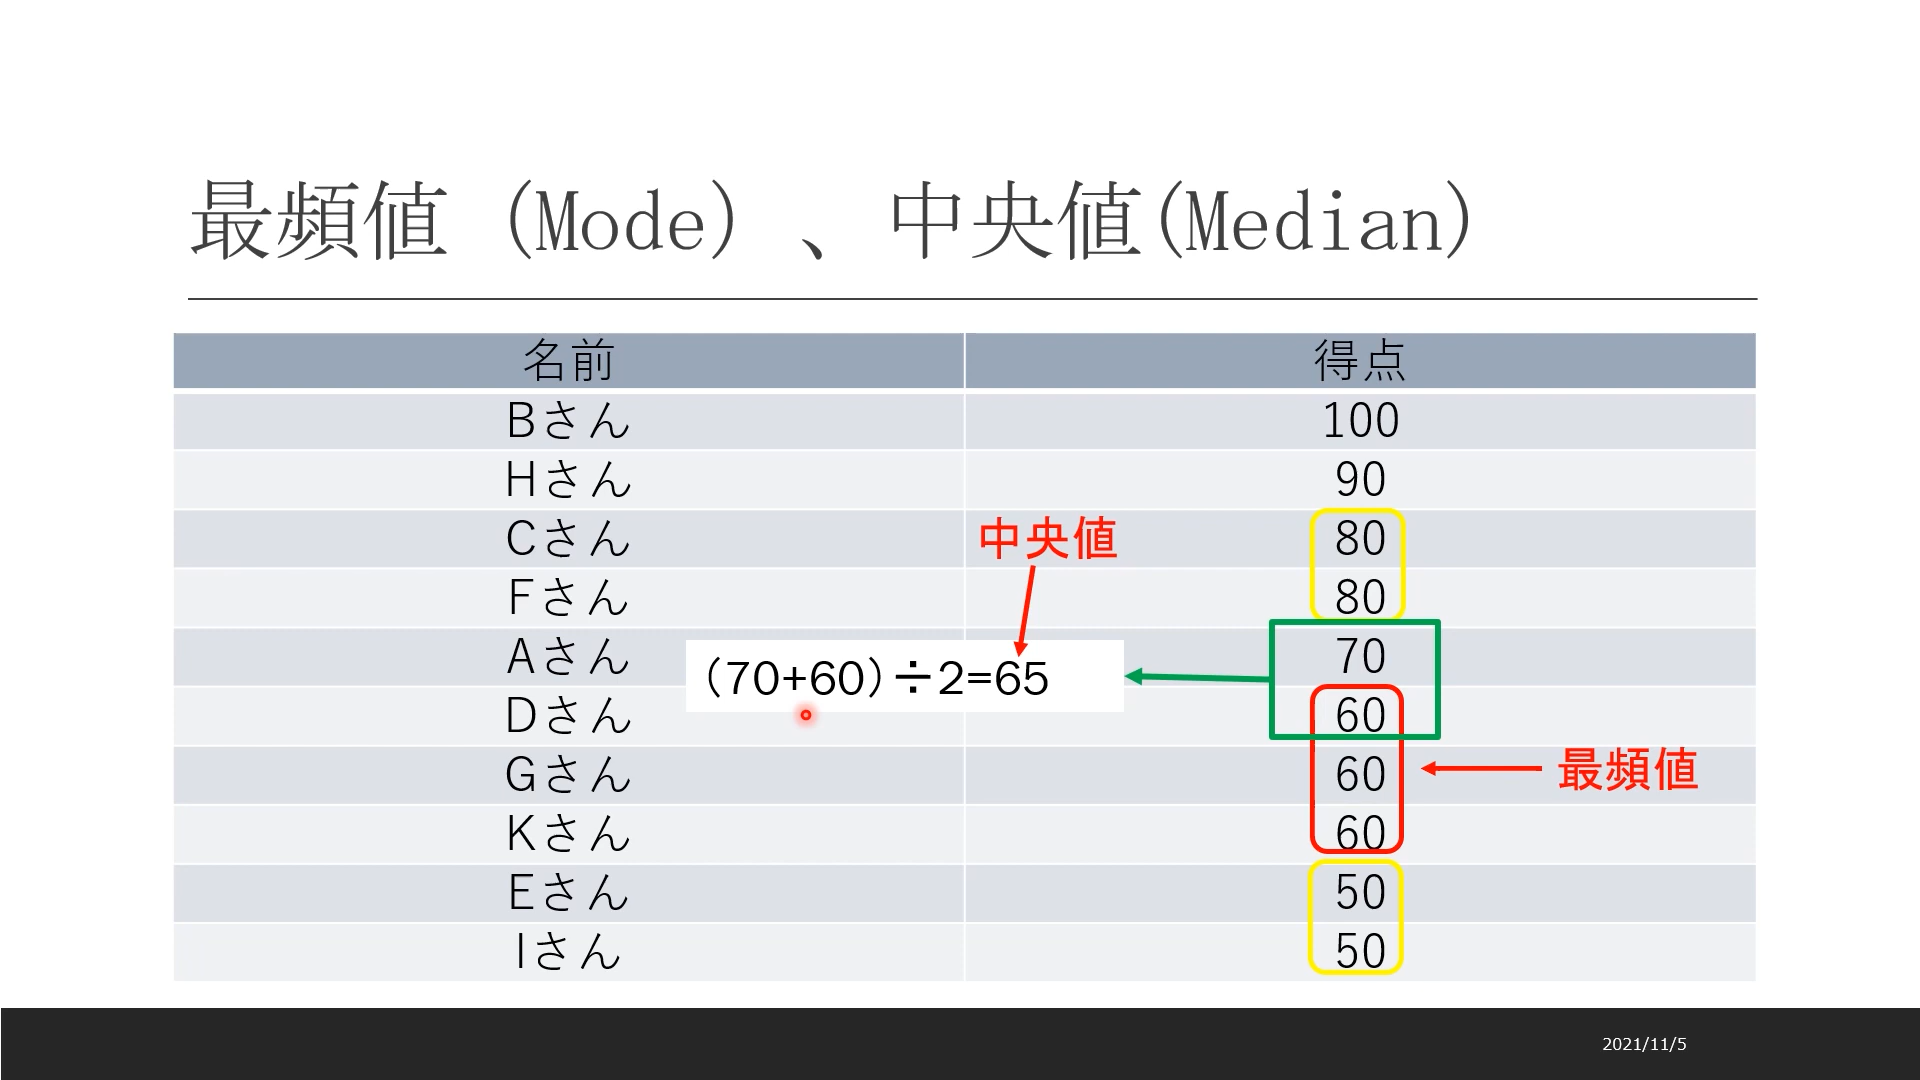 最頻値 (Mode) 、中央値(Median)
名前 得点
Bさん 100
Hさん 90
Cさん 80
中央値
Fさん 80
Aさん 70
(70+60)÷2=65
Dさん 60
Gさん 60
最頻値
Kさん 60
Eさん 50
Iさん 50
2021/11/5